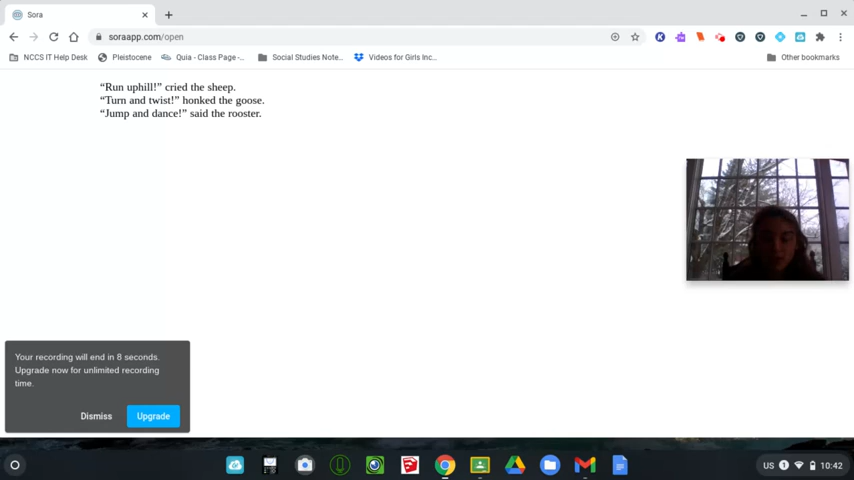 Sora
soraapp.com/open
NCCS IT Help Desk
Pleistocene
Quia - Class Page -...
Social Studies Note...
Videos for Girls Inc...
Other bookmarks
“Run uphill!” cried the sheep.
“Turn and twist!” honked the goose.
“Jump and dance!” said the rooster.
Your recording will end in 8 seconds.
Upgrade now for unlimited recording
time.
Dismiss
Upgrade
US
1
10:42